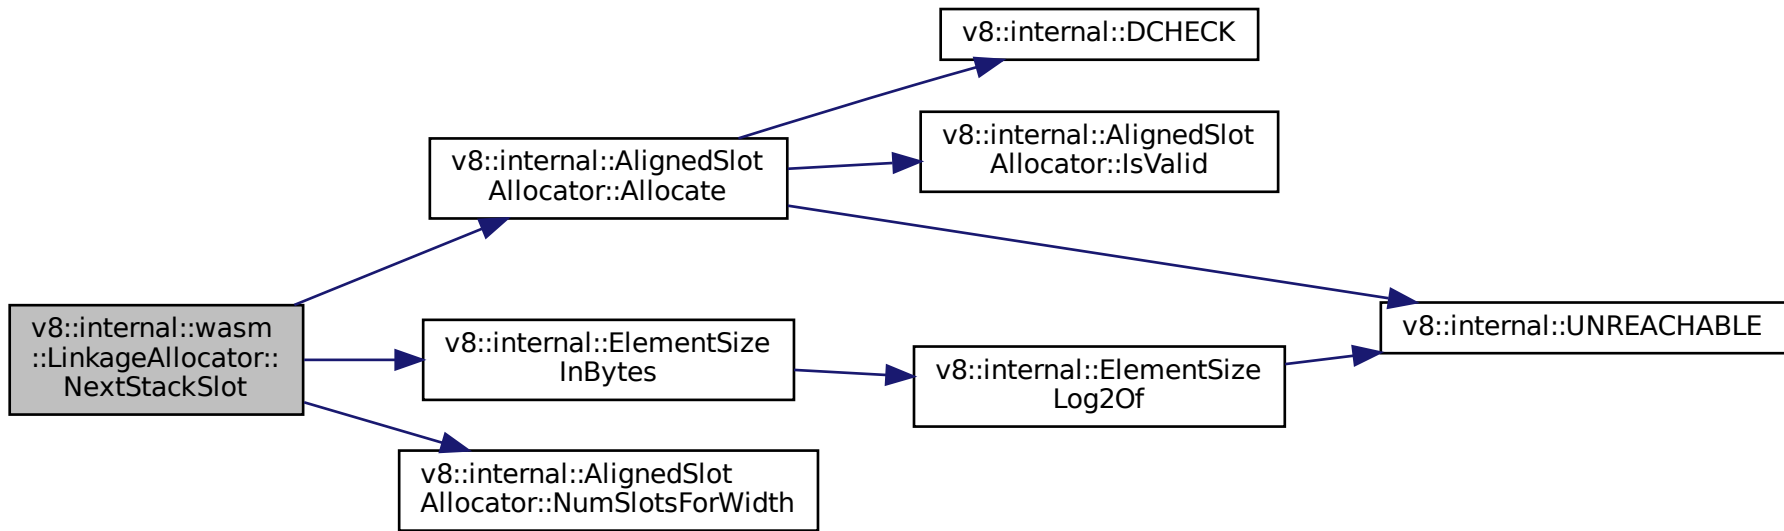 v8::internal::DCHECK
v8::internal::AlignedSlot
Allocator::IsValid
v8::internal::AlignedSlot
Allocator::Allocate
v8::internal::UNREACHABLE
v8::internal::wasm
::LinkageAllocator::
NextStackSlot
v8::internal::ElementSize
InBytes
v8::internal::ElementSize
Log2Of
v8::internal::AlignedSlot
Allocator::NumSlotsForWidth